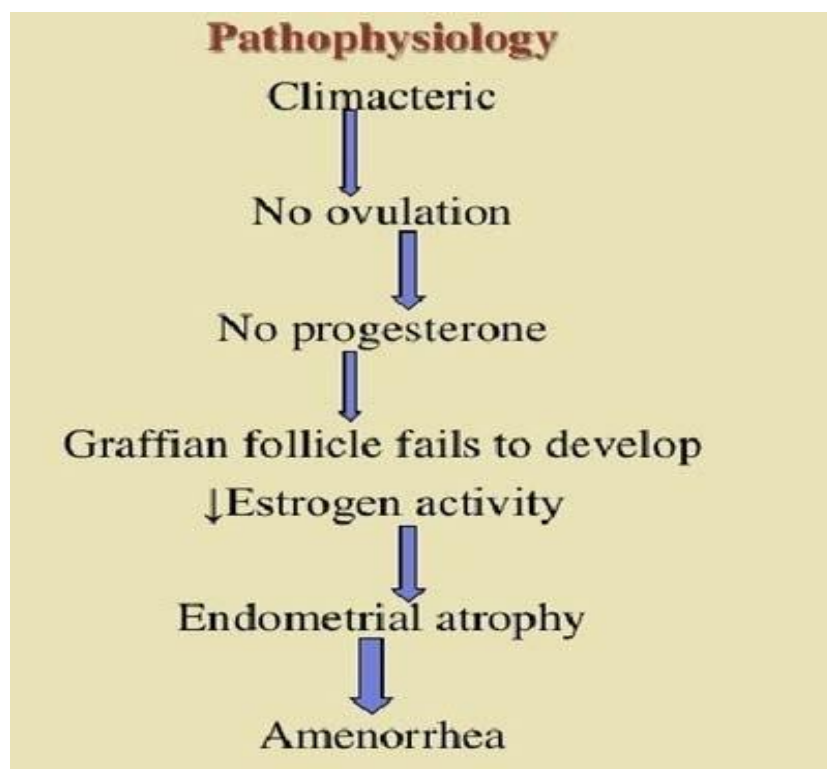 Pathophysiology
Climacteric
No ovulation
No progesterone
Graffian follicle fails to develop
↓Estrogen activity
Endometrial atrophy
Amenorrhea